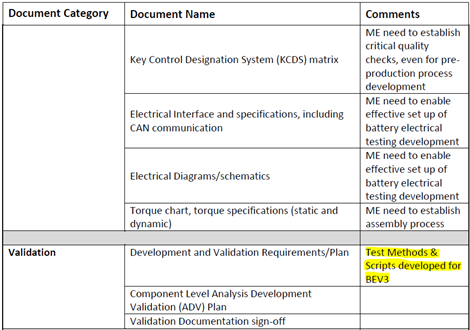 Document Category Document Name Comments
Key Control Designation System (KCDS) matrix
ME need to establish
critical quality
checks, even for pre-
production process
development
Electrical Interface and specifications, including
CAN communication
ME need to enable
effective set up of
battery electrical
testing development
Electrical Diagrams/schematics
ME need to enable
effective set up of
battery electrical
testing development
Torque chart, torque specifications (static and
dynamic)
ME need to establish
assembly process
Validation
Development and Validation Requirements/Plan
Test Methods &
Scripts developed for
BEV3
Component Level Analysis Development
Validation (ADV) Plan
Validation Documentation sign-off